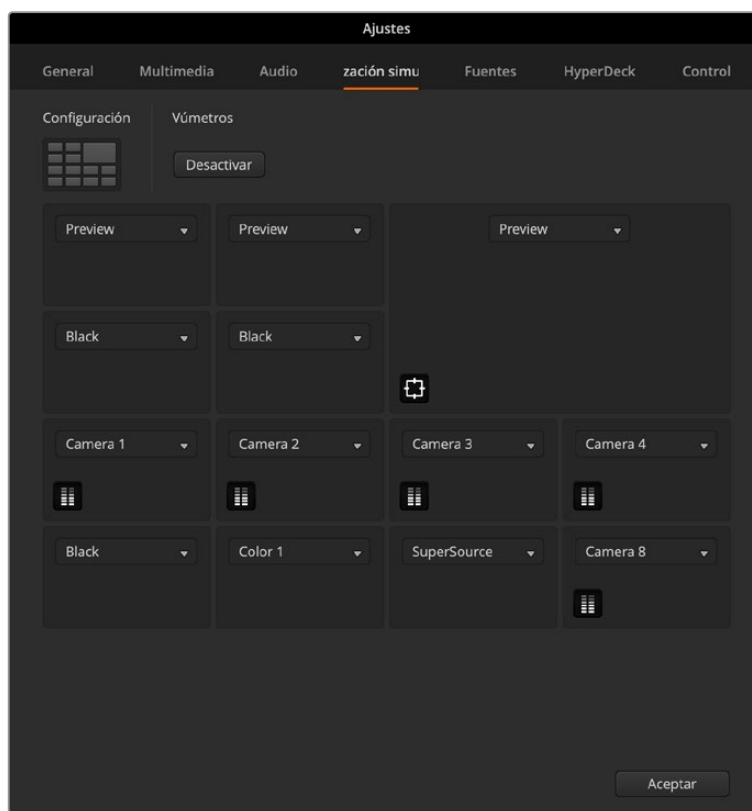 Ajustes
General Multimedia Audio zación simu Fuentes HyperDeck Control
Configuración Vúmetros
Desactivar
Preview Preview Preview
Black Black
Camera 1 Camera 2 Camera 3 Camera 4
Black Color 1 SuperSource Camera 8
Aceptar